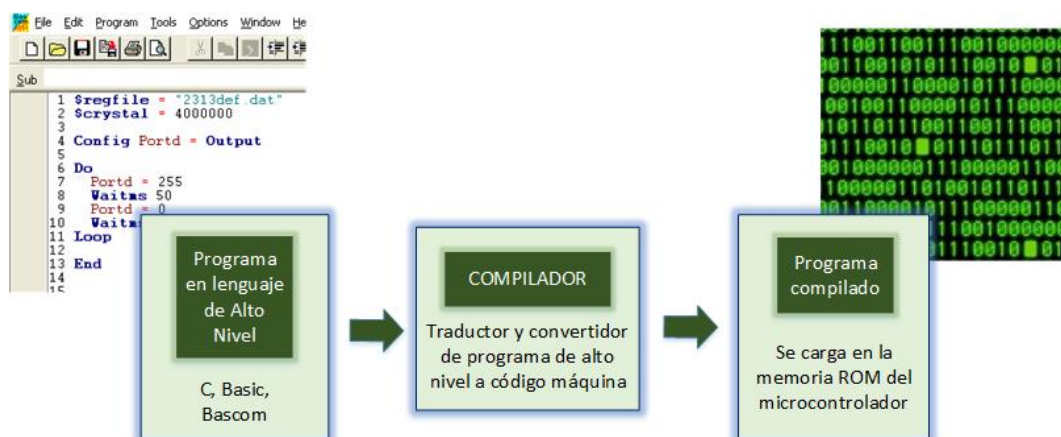 File Edit Program Tools Options Window He
Sub
1 $regfile = "2313def.dat"
2 $crystal = 4000000
3
4 Config Portd = Output
5
6 Do
7 Portd = 255
8 Waitms 50
9 Portd = 0
10
11 Loop
12
13 End
14
Programa
en lenguaje
de Alto
Nivel
C, Basic,
Bascom
COMPILADOR
Traductor y convertidor
de programa de alto
nivel a código máquina
Programa
compilado
Se carga en la
memoria ROM del
microcontrolador